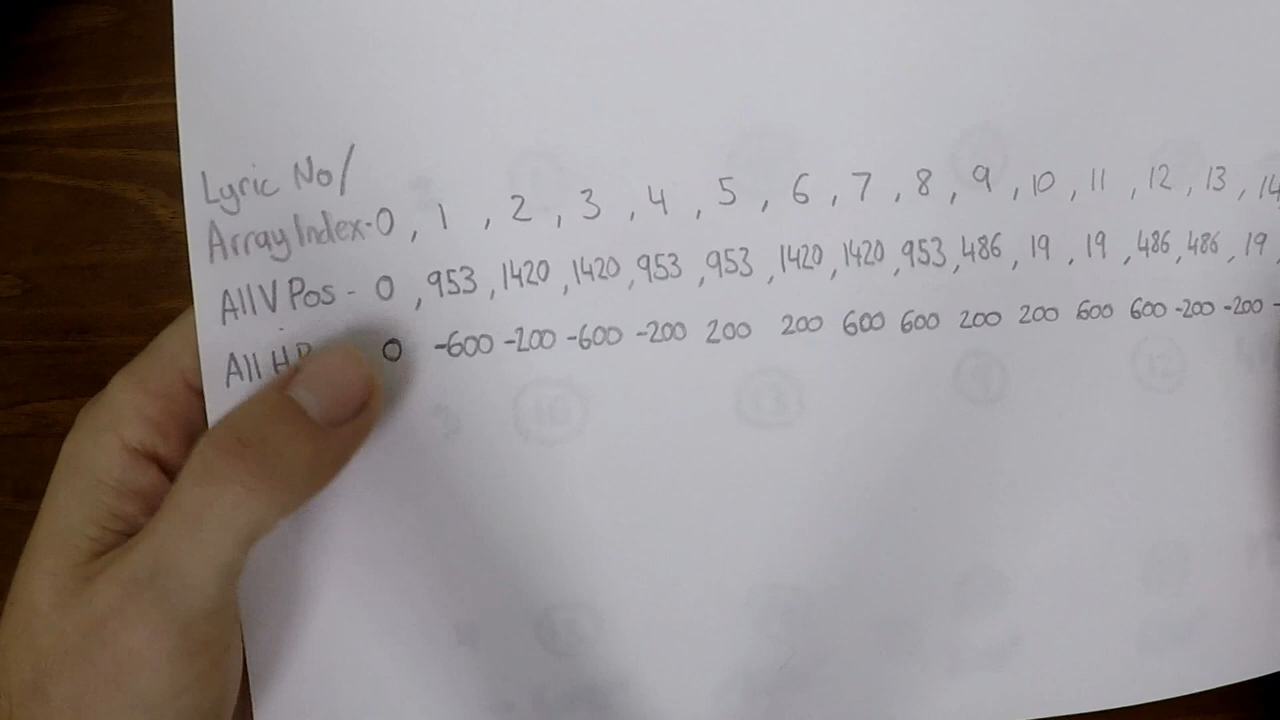 Lyric No/
Array Index-0, 1, 2, 3, 4, 5, 6, 7, 8, 9, 10, 11, 12, 13, 14
All V Pos - 0, 953, 1420, 1420, 953, 953, 1420, 1420, 953, 486, 19, 19, 486, 486, 19,
All 0 -600 -200 -600 -200 200 200 600 600 200 200 600 600 -200 -200 -